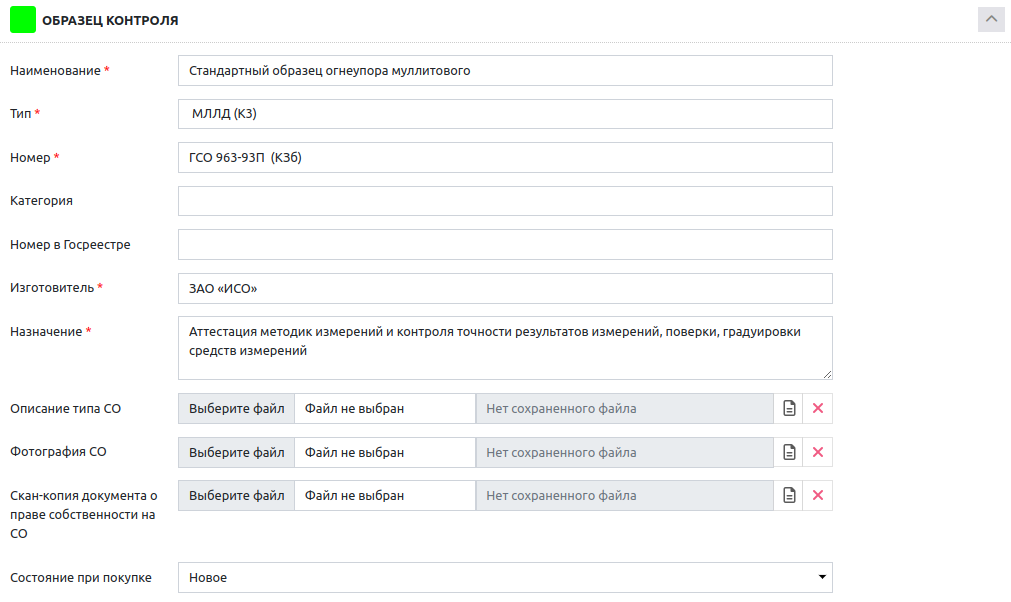 ОБРАЗЕЦ КОНТРОЛЯ
Наименование *
Стандартный образец огнеупора муллитового
Тип *
МЛЛД (К3)
Номер *
ГСО 963-93П (К3б)
Категория
Номер в Госреестре
Изготовитель *
ЗАО «ИСО»
Назначение *
Аттестация методик измерений и контроля точности результатов измерений, поверки, градуировки
средств измерений
Описание типа СО
Выберите файл Файл не выбран Нет сохраненного файла
Фотография СО
Выберите файл Файл не выбран Нет сохраненного файла
Скан-копия документа о
праве собственности на
СО
Выберите файл Файл не выбран Нет сохраненного файла
Состояние при покупке
Новое